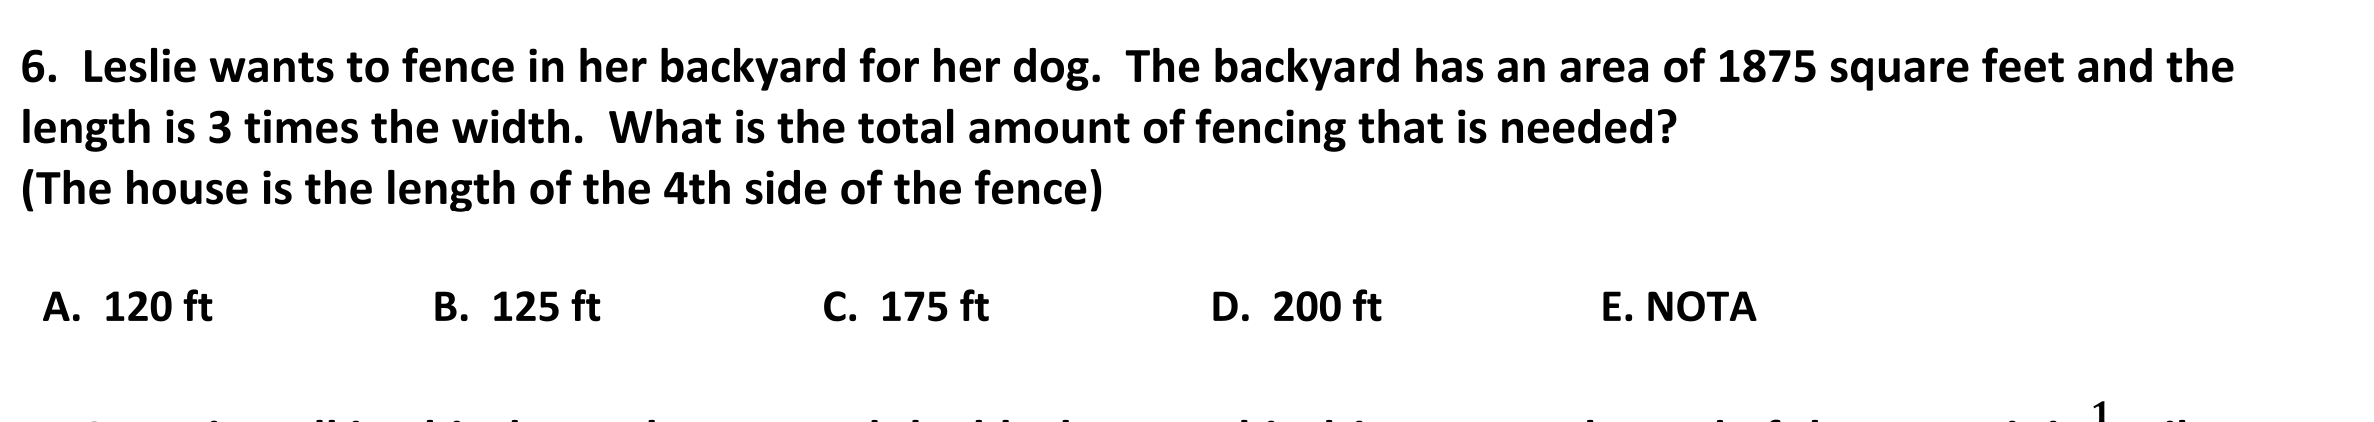 6. Leslie wants to fence in her backyard for her dog. The backyard has an area of 1875 square feet and the
length is 3 times the width. What is the total amount of fencing that is needed?
(The house is the length of the 4th side of the fence)
A. 120 ft B. 125 ft C. 175 ft D. 200 ft E. NOTA